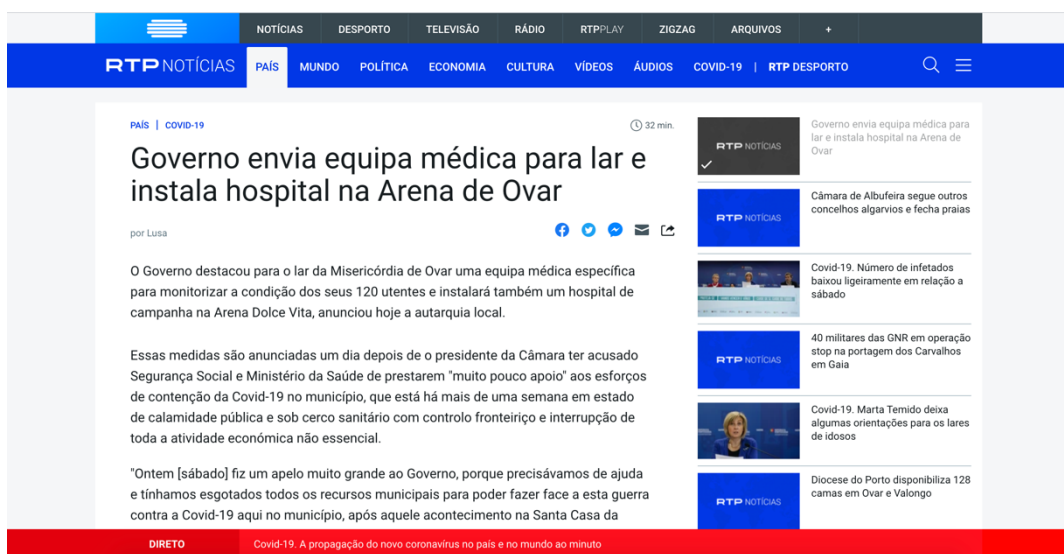 NOTÍCIAS DESPORTO TELEVISÃO RÁDIO RTPPLAY ZIGZAG ARQUIVOS +
RTP NOTÍCIAS PAÍS MUNDO POLÍTICA ECONOMIA CULTURA VÍDEOS ÁUDIOS COVID-19 | RTP DESPORTO
PAÍS | COVID-19
32 min.
Governo envia equipa médica para lar e
instala hospital na Arena de Ovar
por Lusa
O Governo destacou para o lar da Misericórdia de Ovar uma equipa médica específica
para monitorizar a condição dos seus 120 utentes e instalará também um hospital de
campanha na Arena Dolce Vita, anunciou hoje a autarquia local.
Essas medidas são anunciadas um dia depois de o presidente da Câmara ter acusado
Segurança Social e Ministério da Saúde de prestarem "muito pouco apoio" aos esforços
de contenção da Covid-19 no município, que está há mais de uma semana em estado
de calamidade pública e sob cerco sanitário com controlo fronteiriço e interrupção de
toda a atividade económica não essencial.
"Ontem [sábado] fiz um apelo muito grande ao Governo, porque precisávamos de ajuda
e tínhamos esgotados todos os recursos municipais para poder fazer face a esta guerra
contra a Covid-19 aqui no município, após aquele acontecimento na Santa Casa da
RTP NOTÍCIAS
Governo envia equipa médica para
lar e instala hospital na Arena de
Ovar
RTP NOTÍCIAS
Câmara de Albufeira segue outros
concelhos algarvios e fecha praias
Covid-19. Número de infetados
baixou ligeiramente em relação a
sábado
RTP NOTÍCIAS
40 militares das GNR em operação
stop na portagem dos Carvalhos
em Gaia
Covid-19. Marta Temido deixa
algumas orientações para os lares
de idosos
RTP NOTÍCIAS
Diocese do Porto disponibiliza 128
camas em Ovar e Valongo
DIRETO Covid-19. A propagação do novo coronavírus no país e no mundo ao minuto